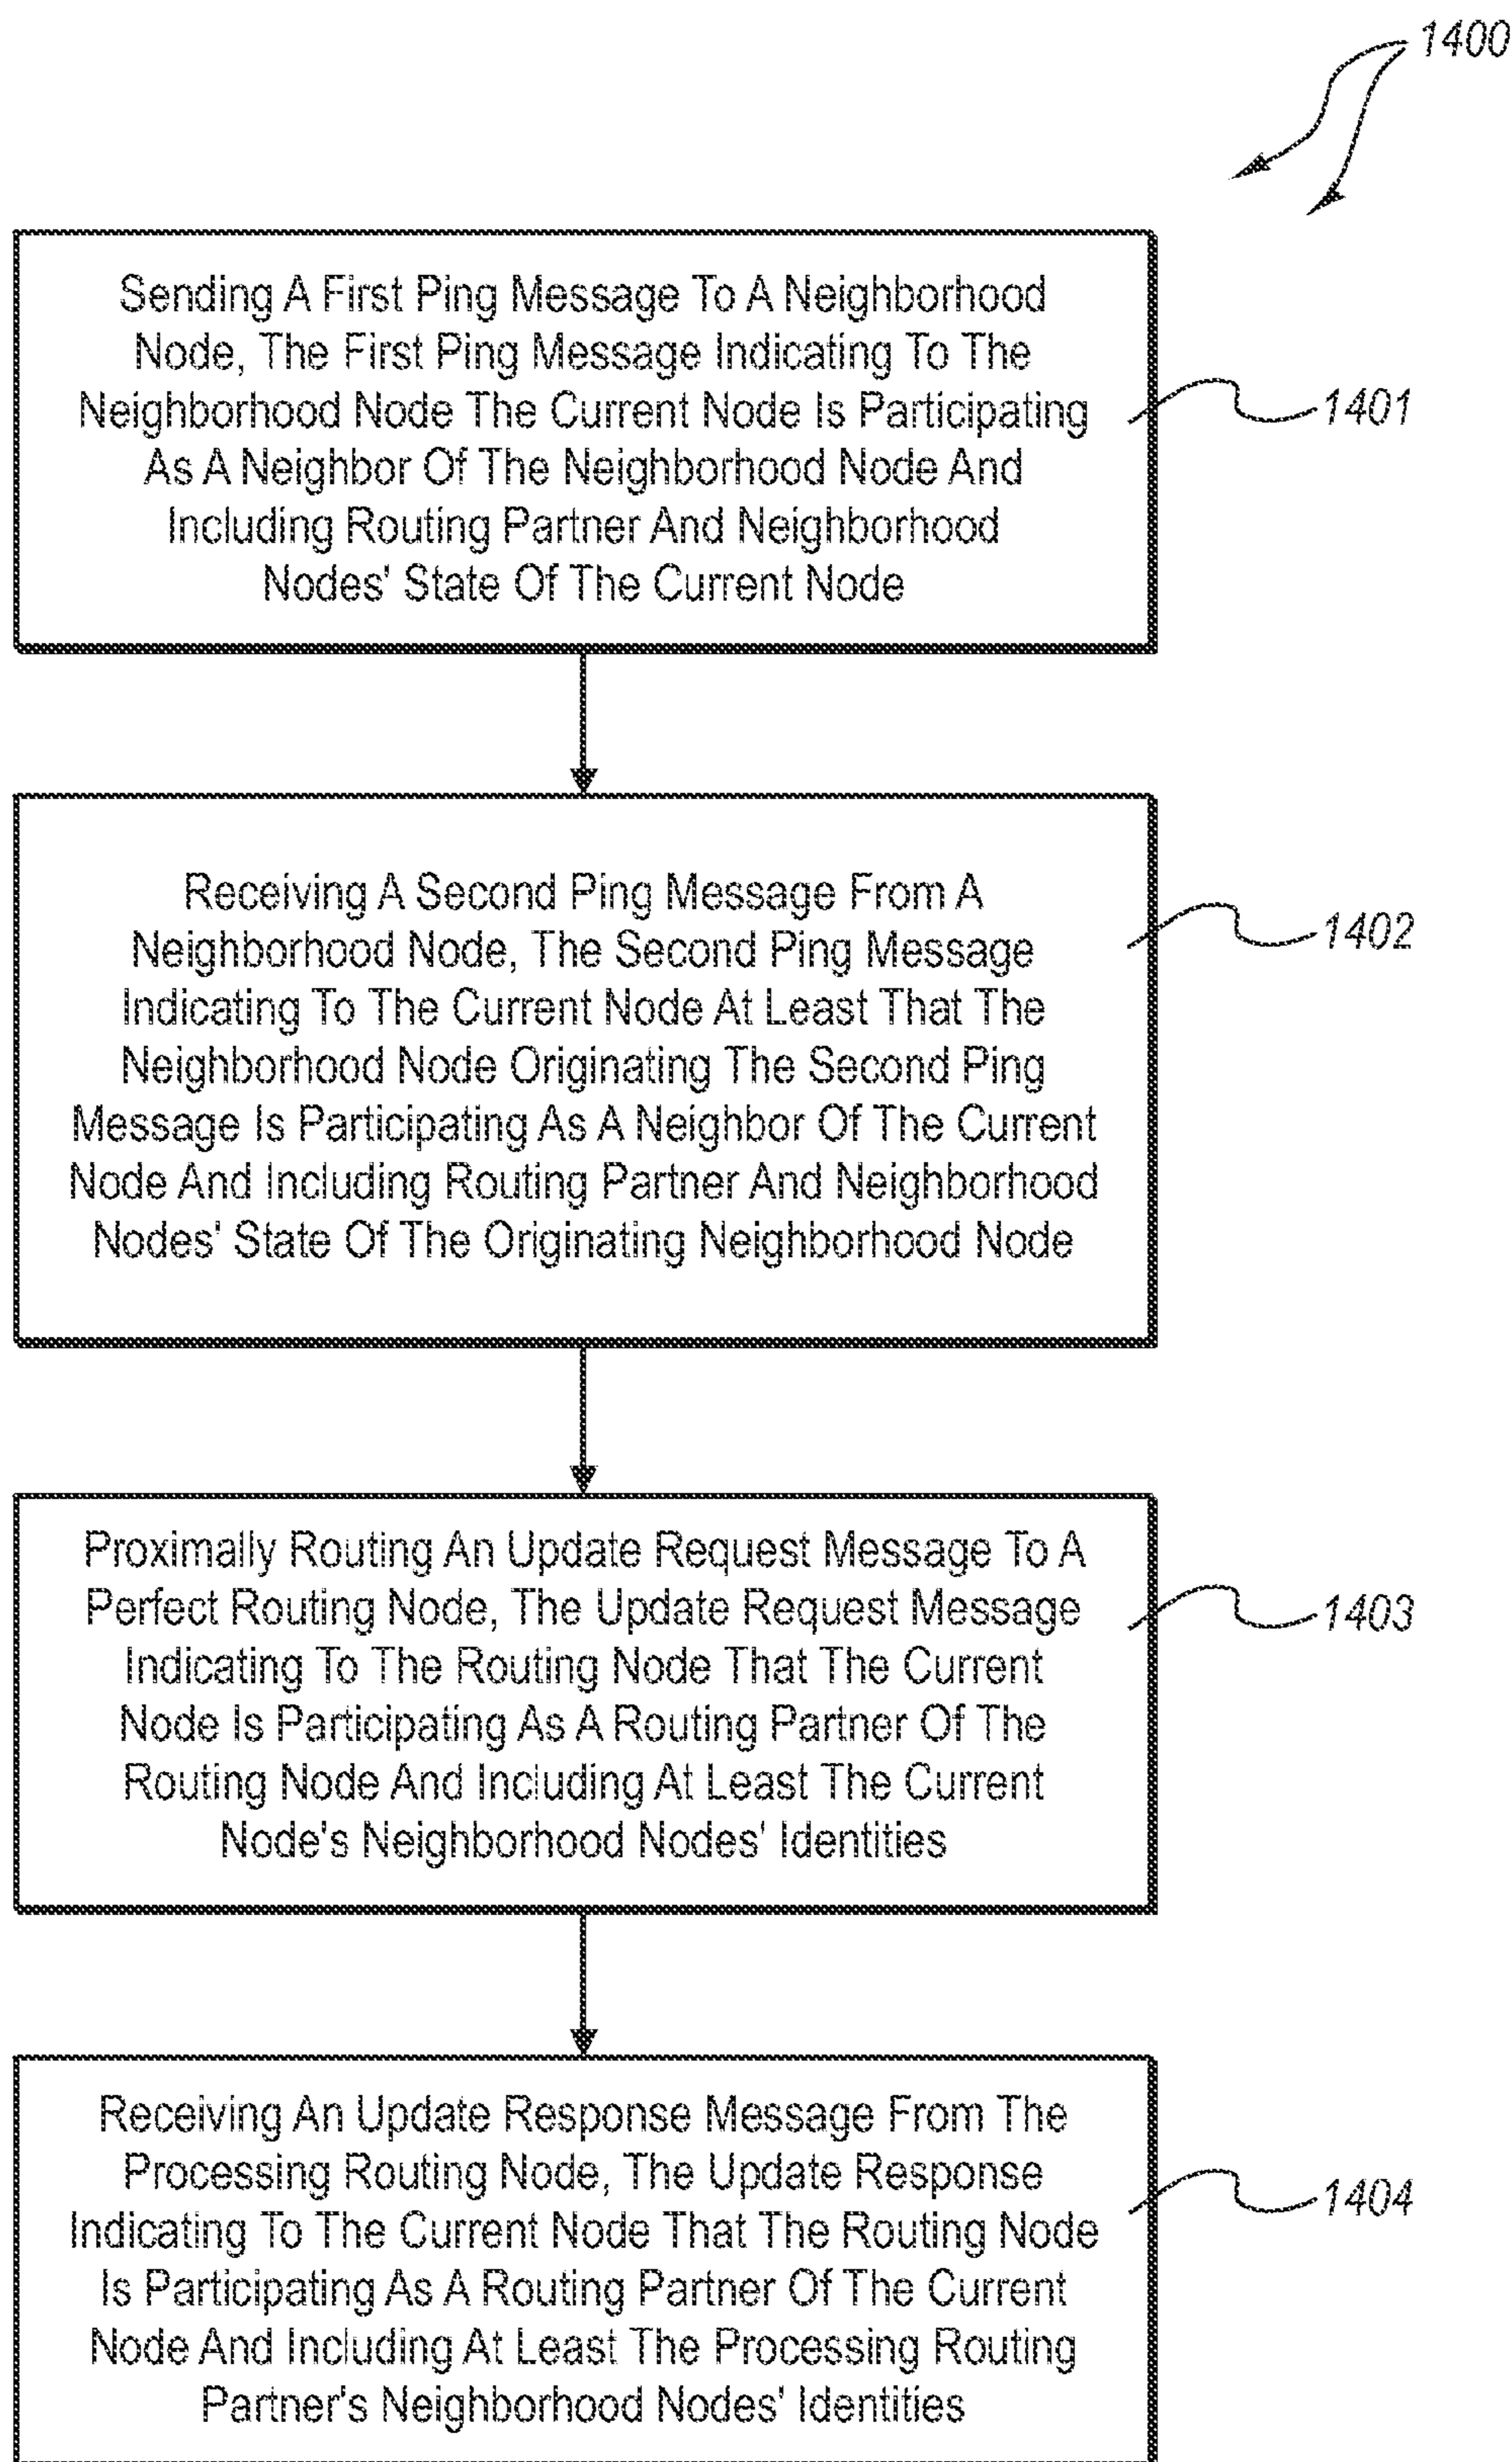 1400
Sending A First Ping Message To A Neighborhood
Node, The First Ping Message Indicating To The
Neighborhood Node The Current Node Is Participating
As A Neighbor Of The Neighborhood Node And
Including Routing Partner And Neighborhood
Nodes' State Of The Current Node
1401
Receiving A Second Ping Message From A
Neighborhood Node, The Second Ping Message
Indicating To The Current Node At Least That The
Neighborhood Node Originating The Second Ping
Message Is Participating As A Neighbor Of The Current
Node And Including Routing Partner And Neighborhood
Nodes' State Of The Originating Neighborhood Node
1402
Proximally Routing An Update Request Message To A
Perfect Routing Node, The Update Request Message
Indicating To The Routing Node That The Current
Node Is Participating As A Routing Partner Of The
Routing Node And Including At Least The Current
Node's Neighborhood Nodes' Identities
1403
Receiving An Update Response Message From The
Processing Routing Node, The Update Response
Indicating To The Current Node That The Routing Node
Is Participating As A Routing Partner Of The Current
Node And Including At Least The Processing Routing
Partner's Neighborhood Nodes' Identities
1404